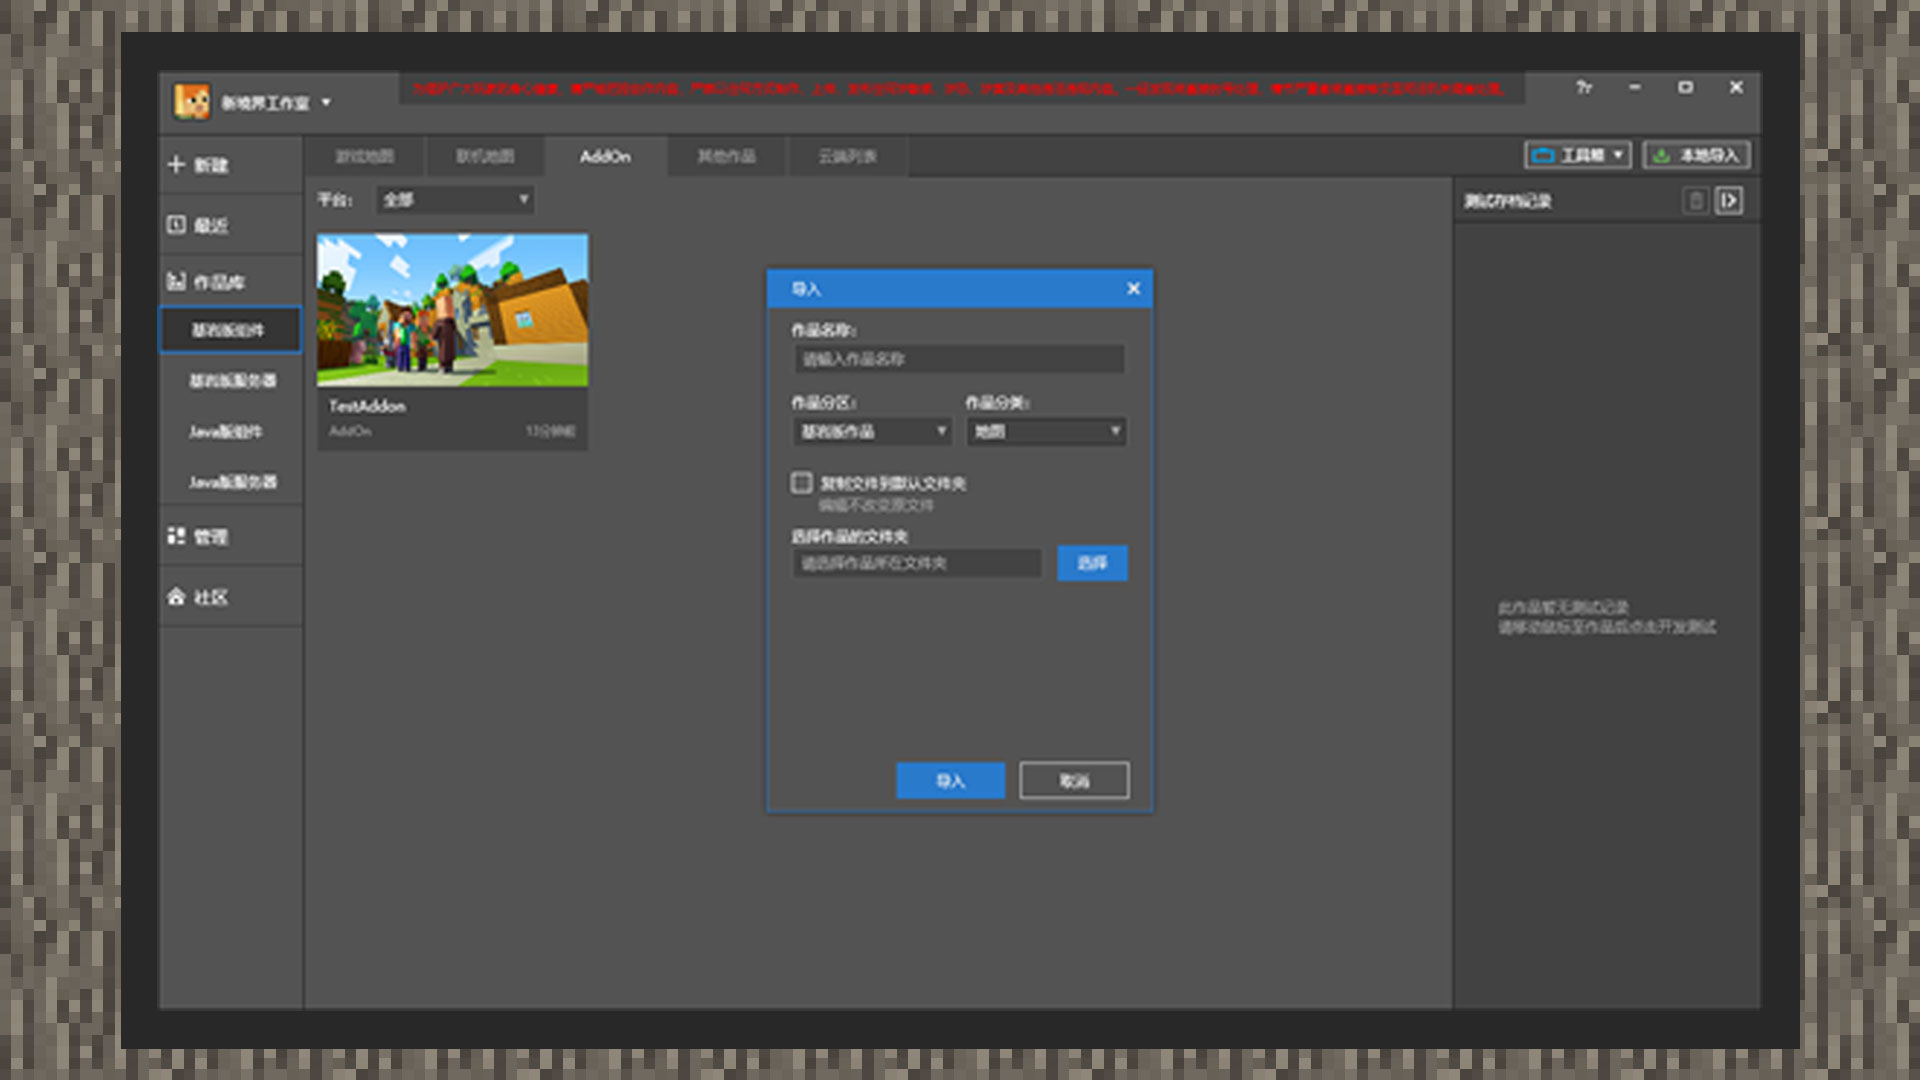 新境界工作室
新建
最近
作品库
基岩版组件
基岩版服务器
Java版组件
Java版服务器
管理
社区
游戏地图
联机地图
AddOn
其他作品
云端列表
工具箱
本地导入
平台:
全部
TestAddon
AddOn
13分钟前
导入
作品名称:
请输入作品名称
作品分区:
作品分类:
基岩版作品
地图
复制文件到默认文件夹
编辑不改变原文件
选择作品的文件夹
请选择作品所在文件夹
选择
导入
取消
测试存档记录
此作品暂无测试记录
请移动鼠标至作品后点击开发测试